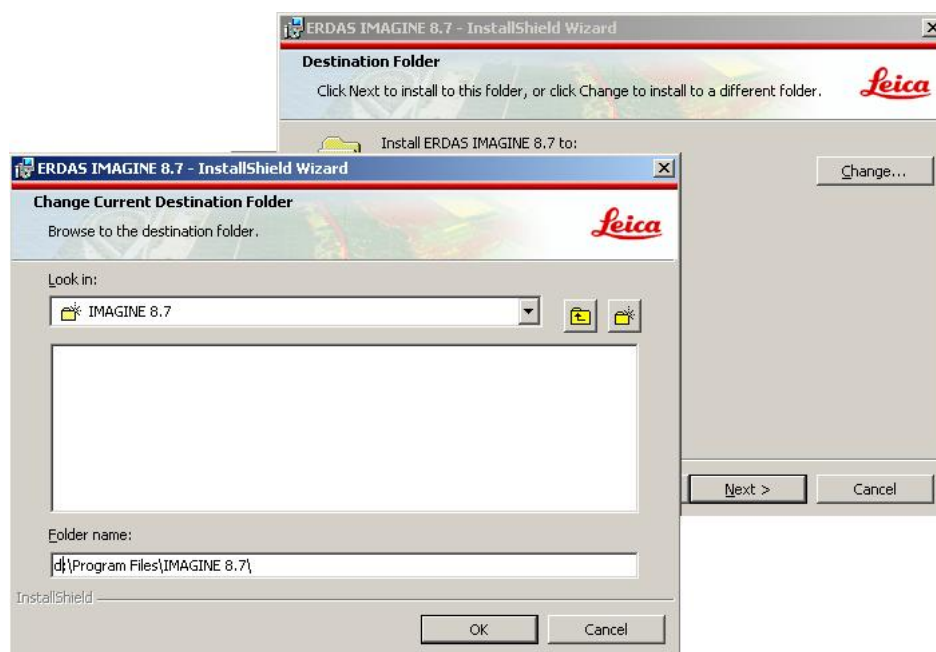 ERDAS IMAGINE 8.7 - InstallShield Wizard
Destination Folder
Click Next to install to this folder, or click Change to install to a different folder.
Leica
Install ERDAS IMAGINE 8.7 to:
Change...
Next >
Cancel
ERDAS IMAGINE 8.7 - InstallShield Wizard
Change Current Destination Folder
Browse to the destination folder.
Leica
Look in:
IMAGINE 8.7
Folder name:
d:\Program Files\IMAGINE 8.7\
InstallShield
OK
Cancel